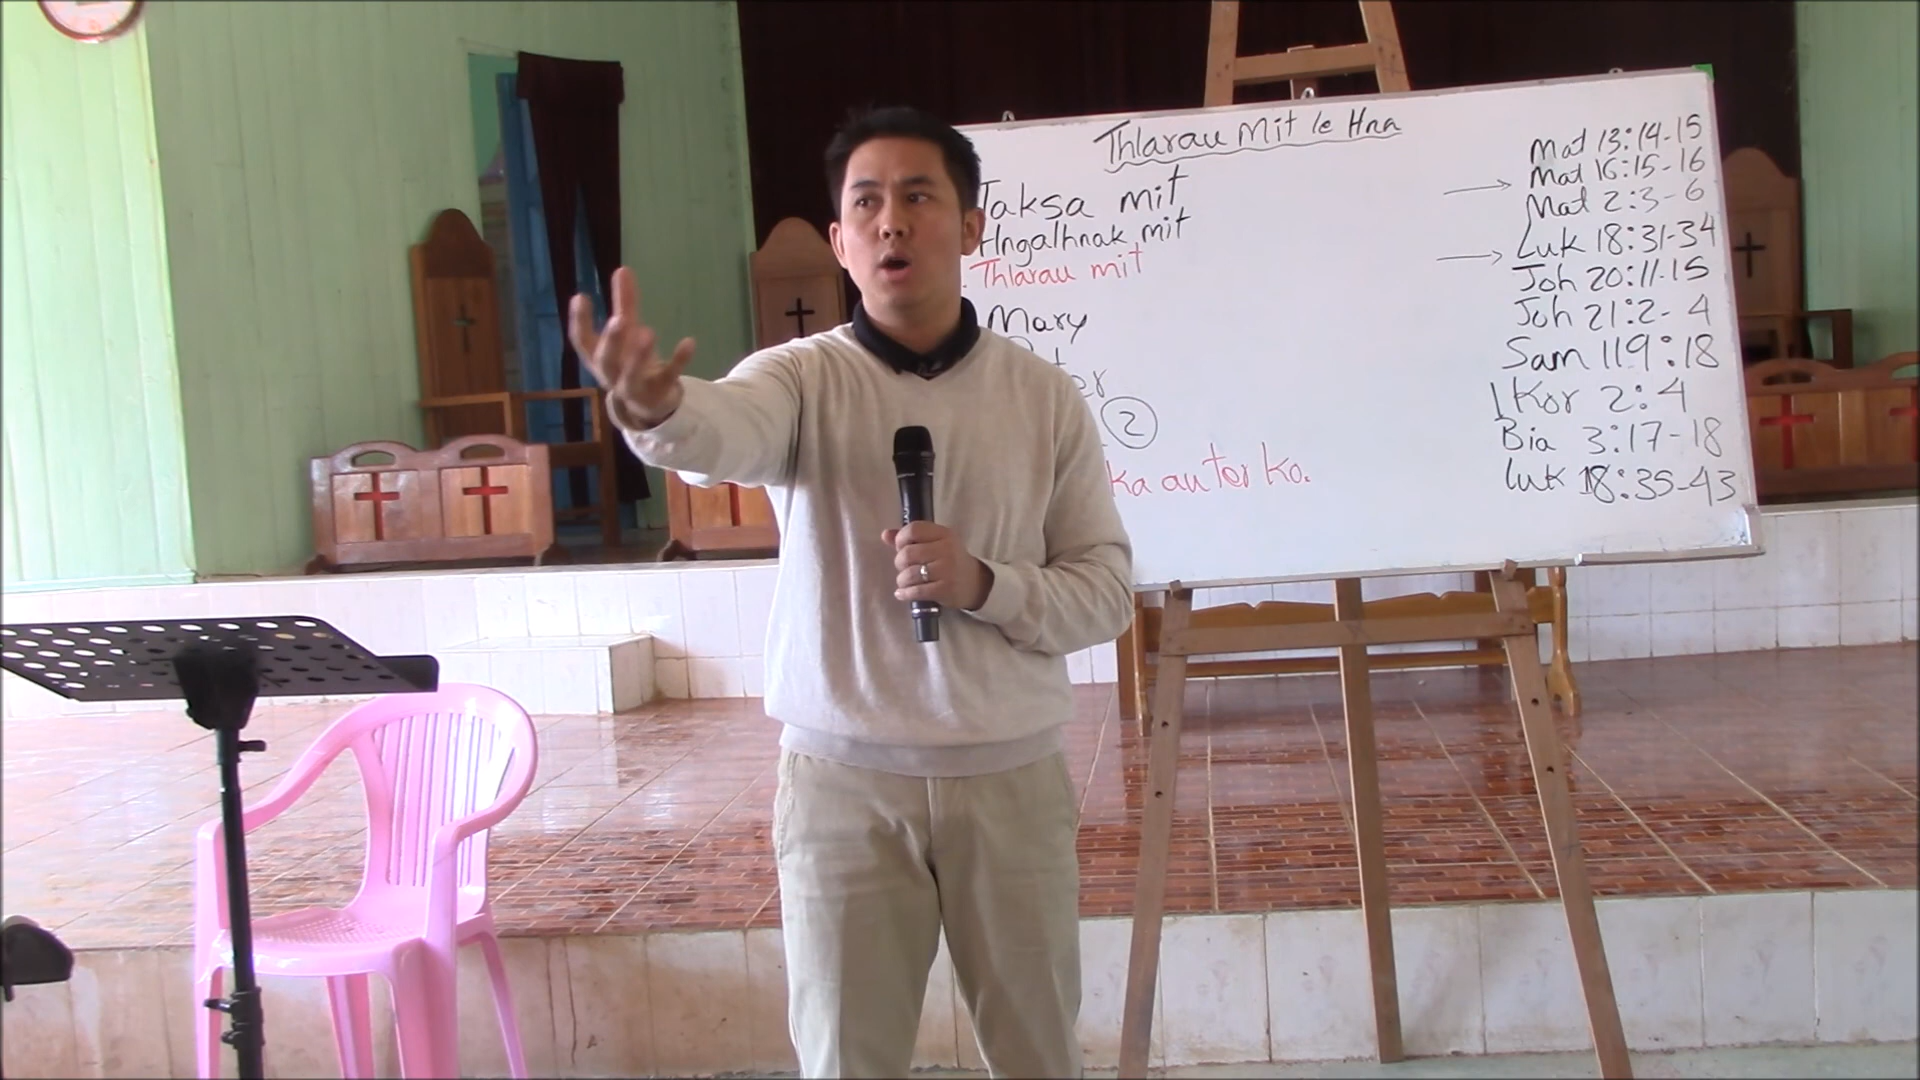 Thlarau Mit le Hna
Taksa mit
Hngalhnak mit
Thlarau mit
Mary
2
ka au ter ko.
Mat 13:14-15
Mat 16:15-16
Mat 2:3-6
Luk 18:31-34
Joh 20:11-15
Joh 21:2-4
Sam 119:18
1 Kor 2:4
Bia 3:17-18
Luk 18:35-43